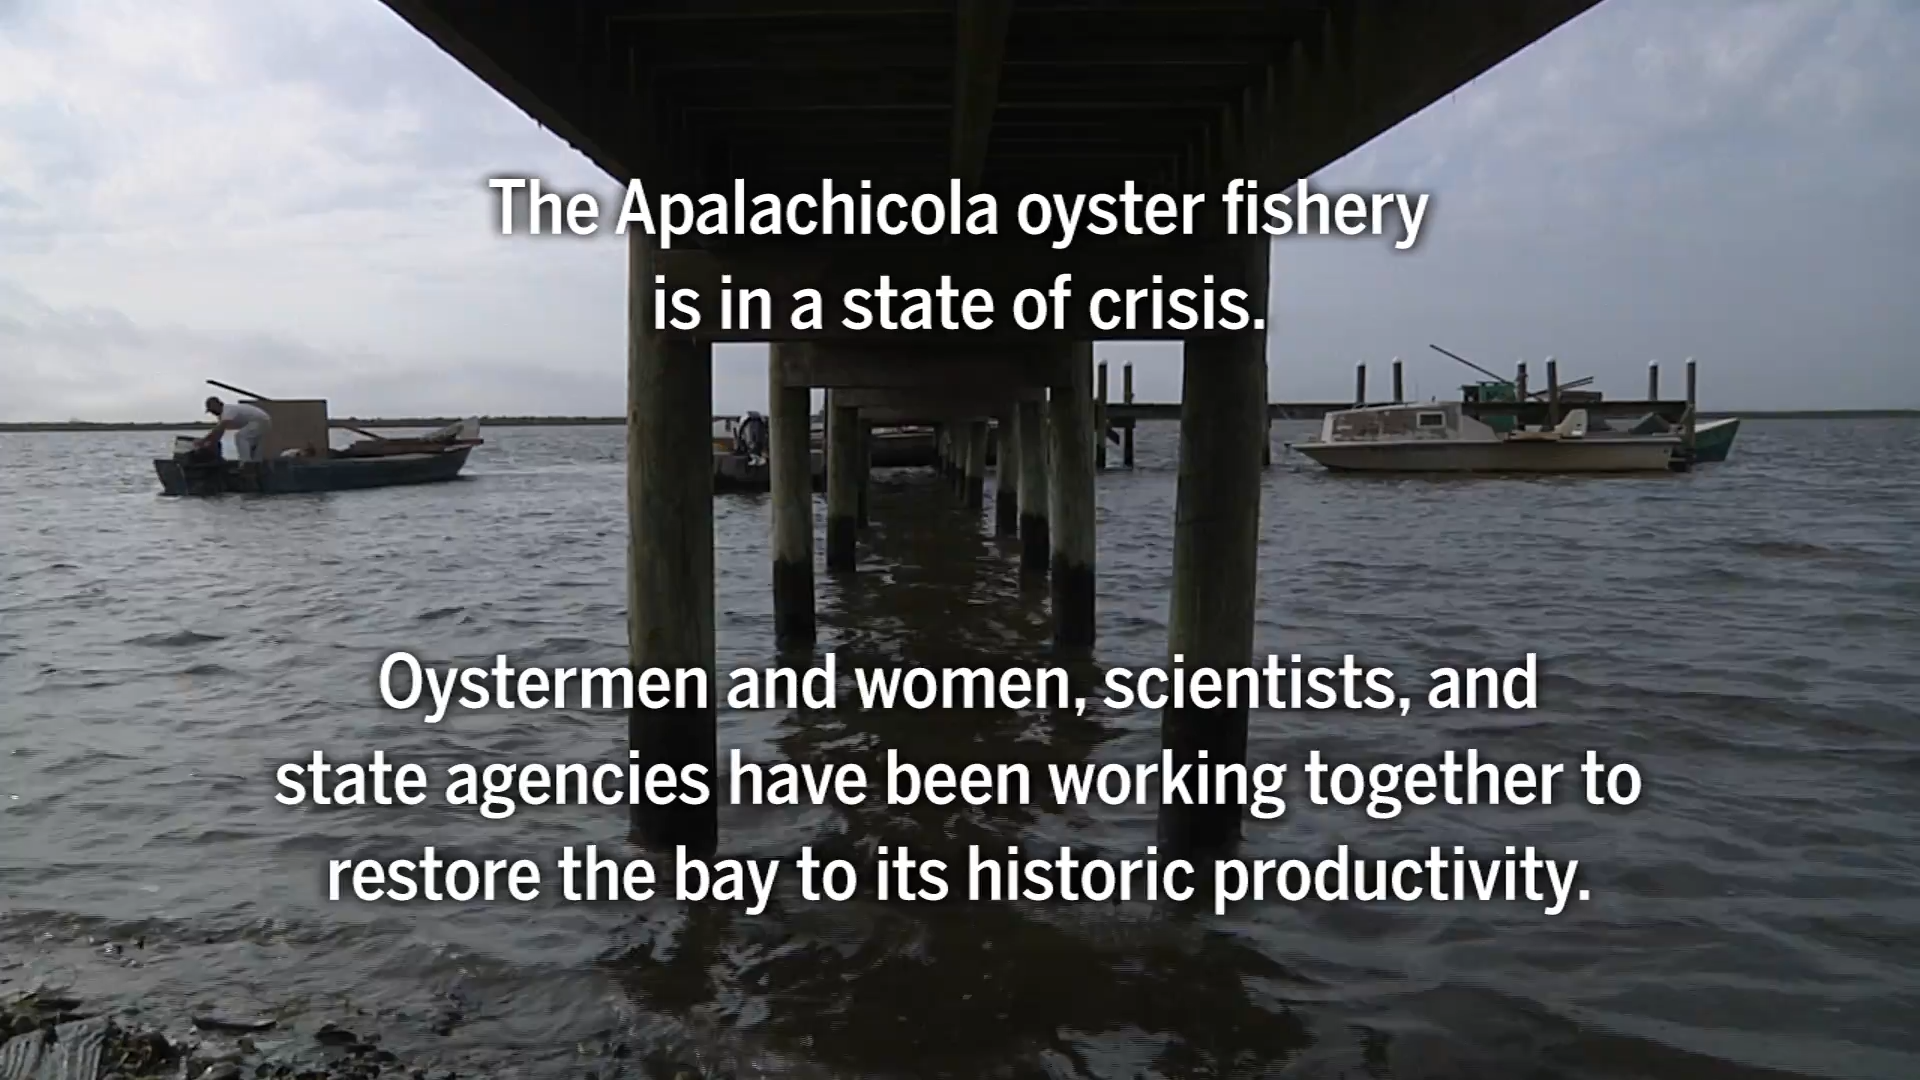 The Apalachicola oyster fishery
is in a state of crisis.
Oystermen and women, scientists, and
state agencies have been working together to
restore the bay to its historic productivity.